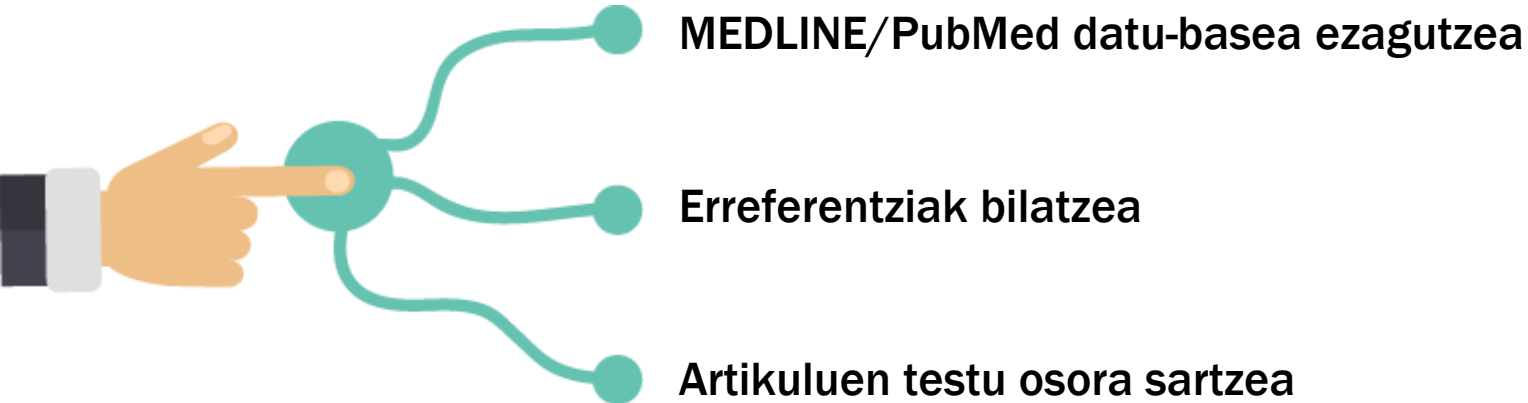 MEDLINE/PubMed datu-basea ezagutzea
Erreferentziak bilatzea
Artikuluen testu osora sartzea